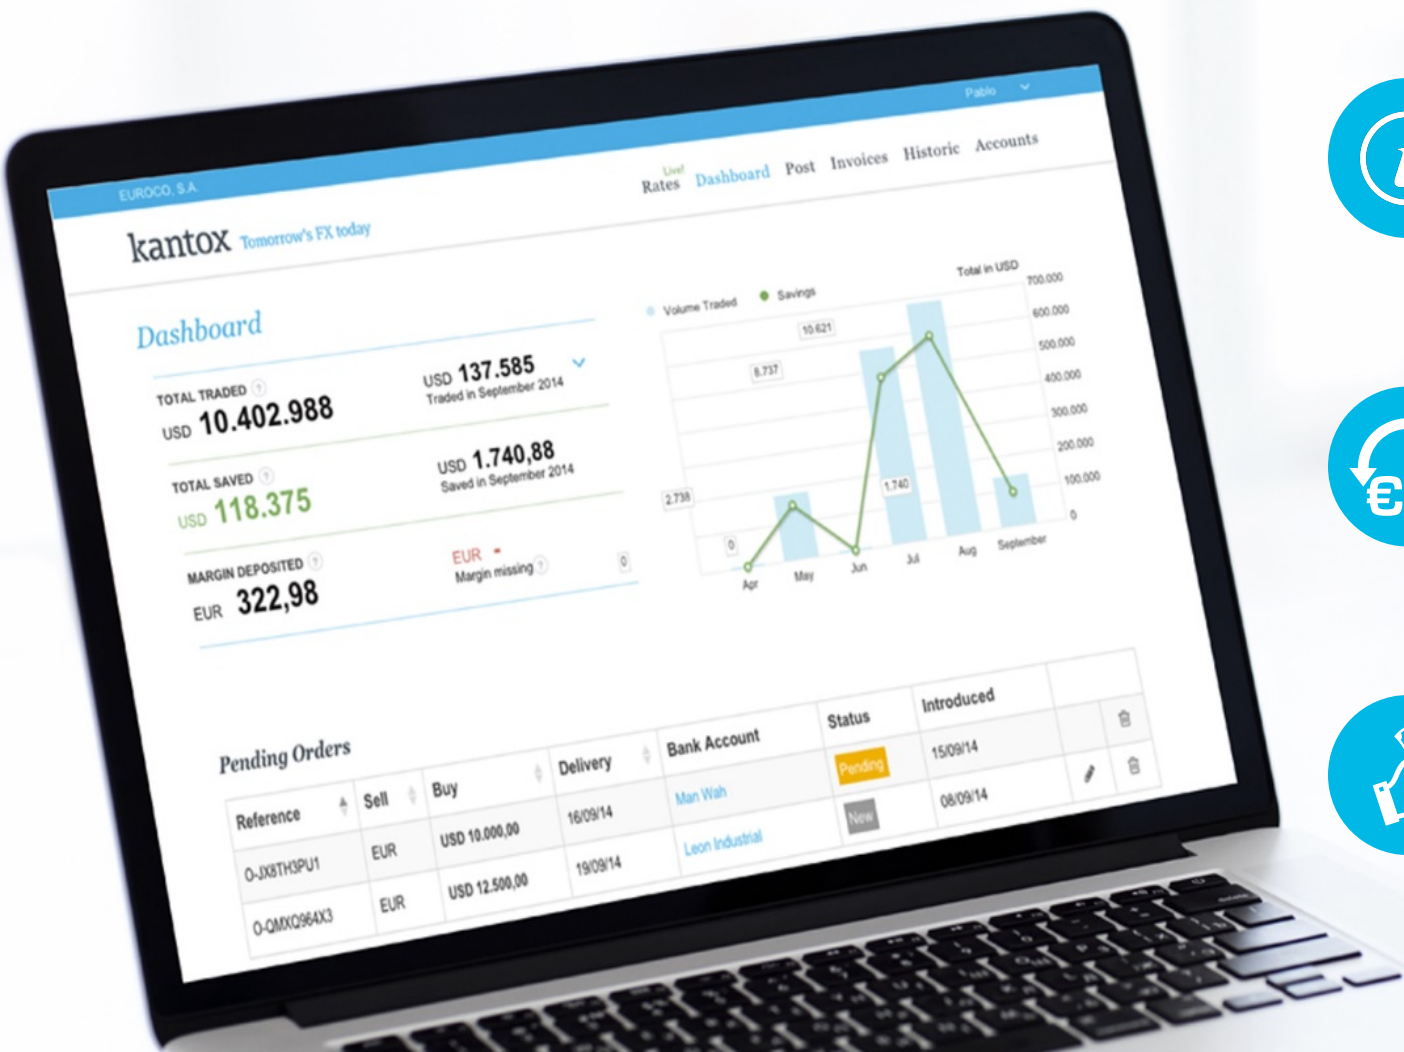 EUROCO, S.A.
Pablo
kantox Tomorrow's FX today
Live!
Rates Dashboard Post Invoices Historic Accounts
Dashboard
TOTAL TRADED ?
USD 10.402.988
USD 137.585
Traded in September 2014
TOTAL SAVED ?
USD 118.375
USD 1.740,88
Saved in September 2014
MARGIN DEPOSITED ?
EUR 322,98
EUR -
Margin missing ?
0
Volume Traded Savings
Total in USD
700.000
600.000
500.000
400.000
300.000
200.000
100.000
0
10.621
8.737
2.738
1.740
0
Apr May Jun Jul Aug September
Pending Orders
Reference Sell Buy Delivery Bank Account Status Introduced
O-JX8TH3PU1 EUR USD 10.000,00 16/09/14 Man Wah Pending 15/09/14
O-QMXQ964X3 EUR USD 12.500,00 19/09/14 Leon Industrial New 08/09/14
€